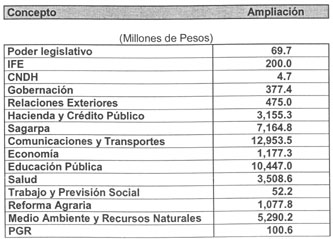 Concepto Ampliación
(Millones de Pesos)
Poder legislativo 69.7
IFE 200.0
CNDH 4.7
Gobernación 377.4
Relaciones Exteriores 475.0
Hacienda y Crédito Público 3,155.3
Sagarpa 7,164.8
Comunicaciones y Transportes 12,953.5
Economía 1,177.3
Educación Pública 10,447.0
Salud 3,508.6
Trabajo y Previsión Social 52.2
Reforma Agraria 1,077.8
Medio Ambiente y Recursos Naturales 5,290.2
PGR 100.6